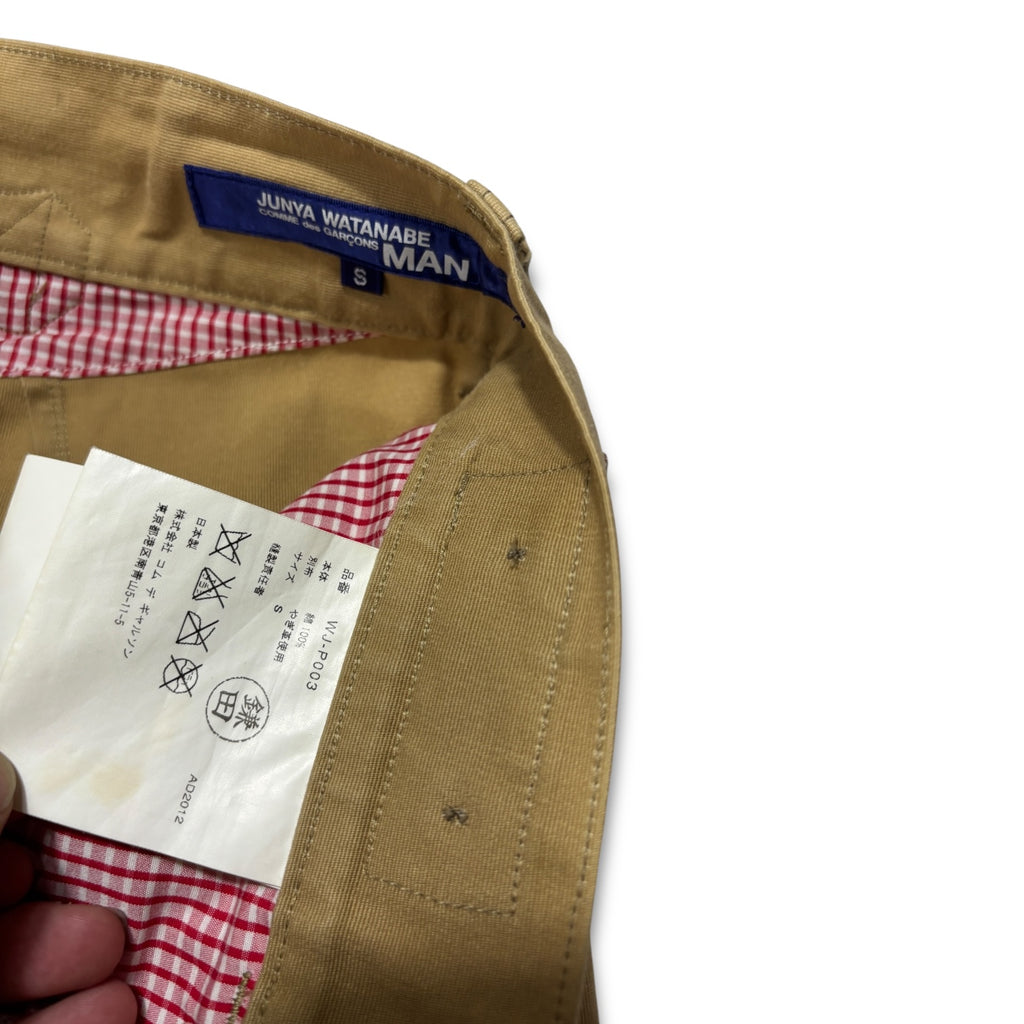 JUNYA WATANABE
COMME des GARÇONS
MAN
S
品番 WJ-P003
本体 綿100%
別布 やぎ革使用
サイズ S
縫製責任者
鎌田
日本製
株式会社 コム デ ギャルソン
東京都港区南青山5-11-5
AD2012